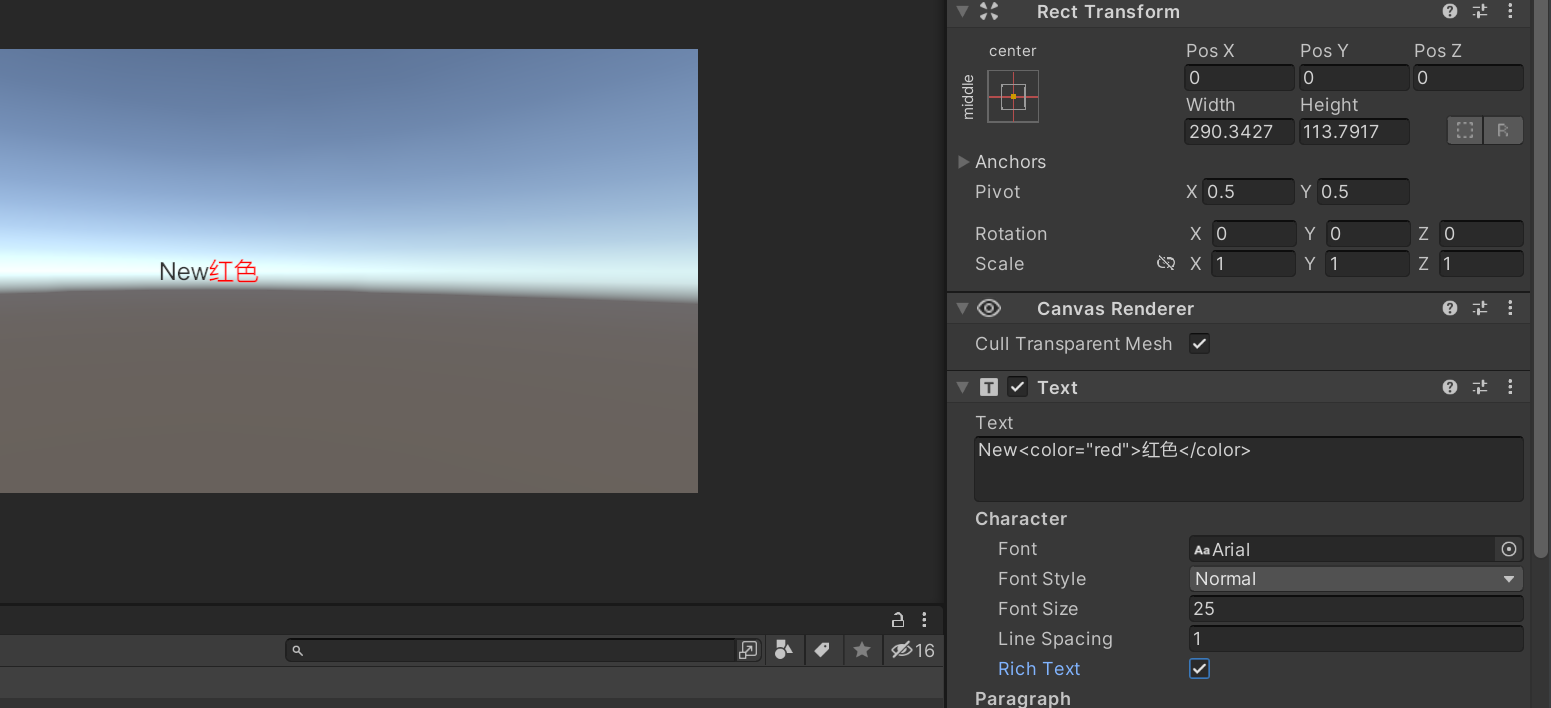 Rect Transform
center
middle
Pos X Pos Y Pos Z
0 0 0
Width Height
290.3427 113.7917
R
Anchors
Pivot X 0.5 Y 0.5
Rotation X 0 Y 0 Z 0
Scale X 1 Y 1 Z 1
Canvas Renderer
Cull Transparent Mesh
T Text
Text
New<color="red">红色</color>
Character
Font Aa Arial
Font Style Normal
Font Size 25
Line Spacing 1
Rich Text
Paragraph
New红色
16